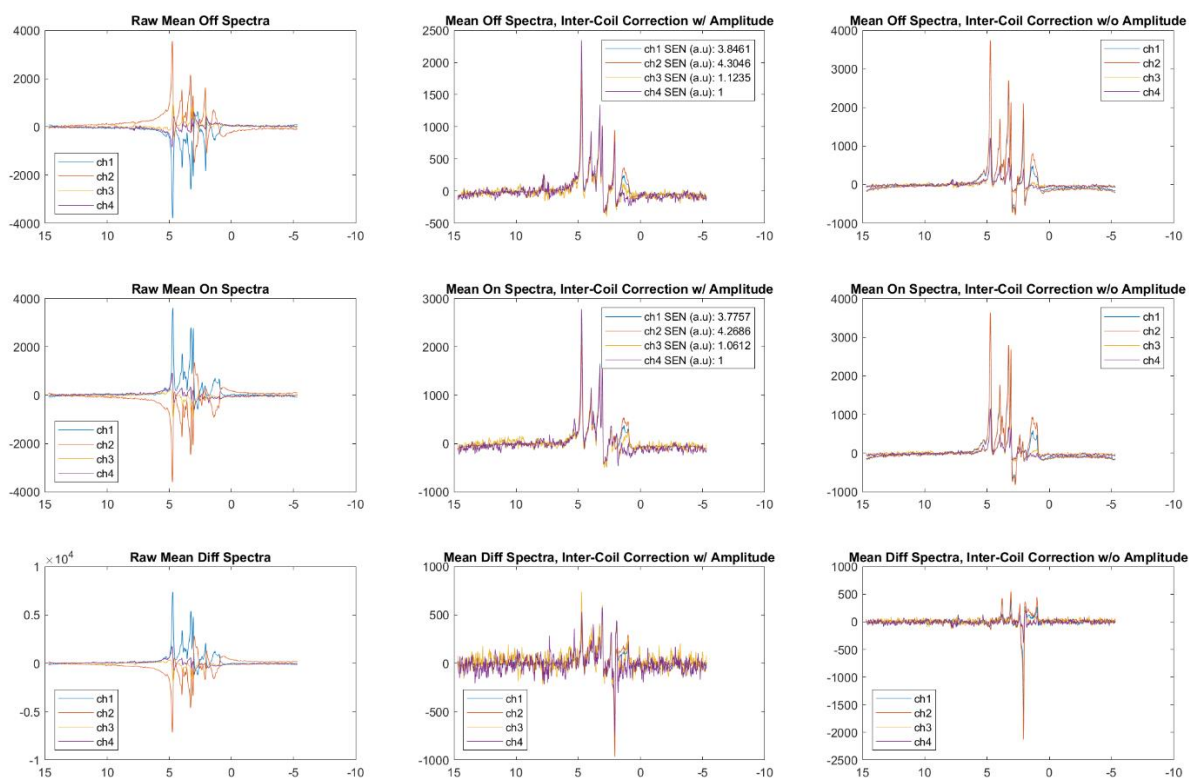 Raw Mean Off Spectra
4000
2000
0
-2000
-4000
ch1
ch2
ch3
ch4
15 10 5 0 -5 -10
Mean Off Spectra, Inter-Coil Correction w/ Amplitude
2500
2000
1500
1000
500
0
-500
ch1 SEN (a.u): 3.8461
ch2 SEN (a.u): 4.3046
ch3 SEN (a.u): 1.1235
ch4 SEN (a.u): 1
15 10 5 0 -5 -10
Mean Off Spectra, Inter-Coil Correction w/o Amplitude
4000
3000
2000
1000
0
-1000
ch1
ch2
ch3
ch4
15 10 5 0 -5 -10
Raw Mean On Spectra
4000
2000
0
-2000
-4000
ch1
ch2
ch3
ch4
15 10 5 0 -5 -10
Mean On Spectra, Inter-Coil Correction w/ Amplitude
3000
2000
1000
0
-1000
ch1 SEN (a.u): 3.7757
ch2 SEN (a.u): 4.2686
ch3 SEN (a.u): 1.0612
ch4 SEN (a.u): 1
15 10 5 0 -5 -10
Mean On Spectra, Inter-Coil Correction w/o Amplitude
4000
3000
2000
1000
0
-1000
ch1
ch2
ch3
ch4
15 10 5 0 -5 -10
Raw Mean Diff Spectra
×10⁴
1
0.5
0
-0.5
-1
ch1
ch2
ch3
ch4
15 10 5 0 -5 -10
Mean Diff Spectra, Inter-Coil Correction w/ Amplitude
1000
500
0
-500
-1000
ch1
ch2
ch3
ch4
15 10 5 0 -5 -10
Mean Diff Spectra, Inter-Coil Correction w/o Amplitude
1000
500
0
-500
-1000
-1500
-2000
-2500
ch1
ch2
ch3
ch4
15 10 5 0 -5 -10